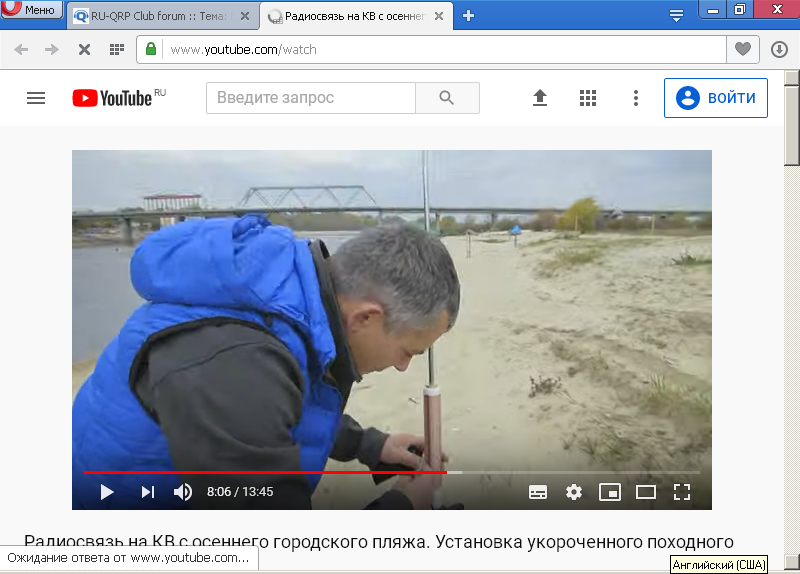 Меню
RU-QRP Club forum :: Тема:
Радиосвязь на КВ с осеннег
www.youtube.com/watch
YouTube RU
Введите запрос
ВОЙТИ
8:06 / 13:45
Радиосвязь на КВ с осеннего городского пляжа. Установка укороченного походного
Ожидание ответа от www.youtube.com...
Английский (США)